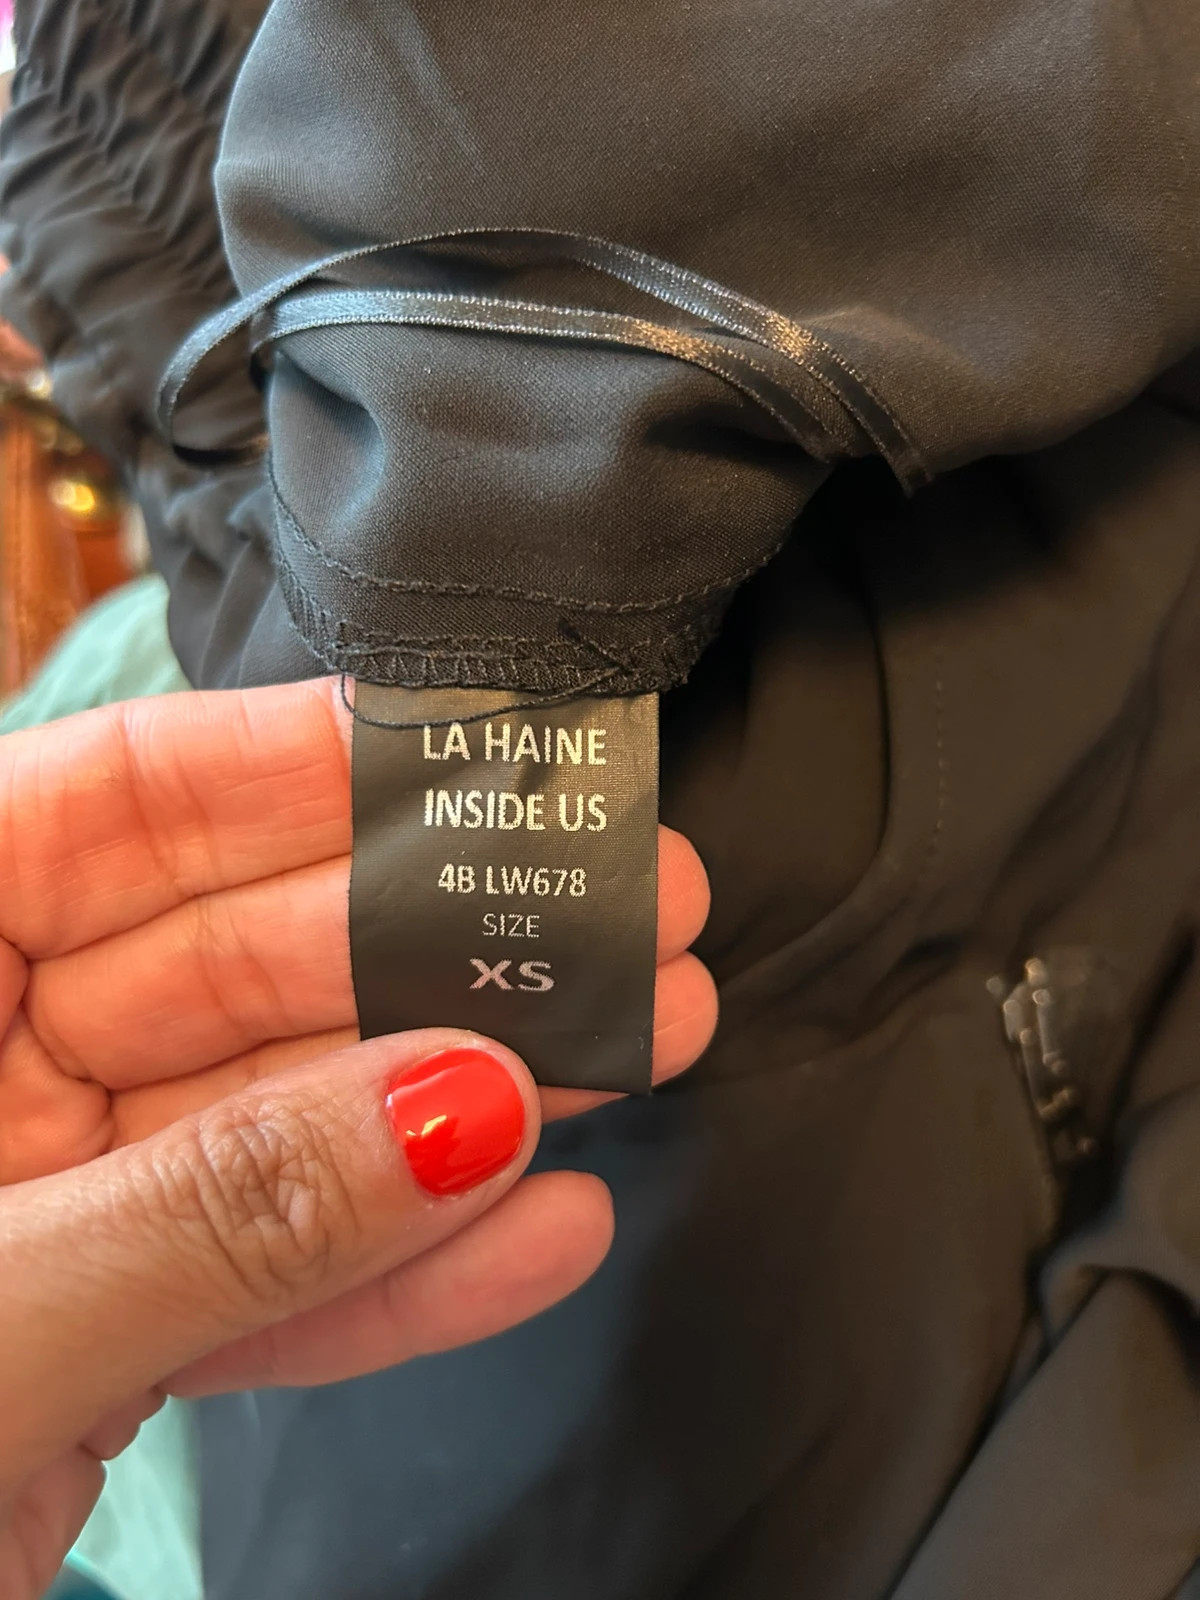 LA HAINE
INSIDE US
4B LW678
SIZE
XS